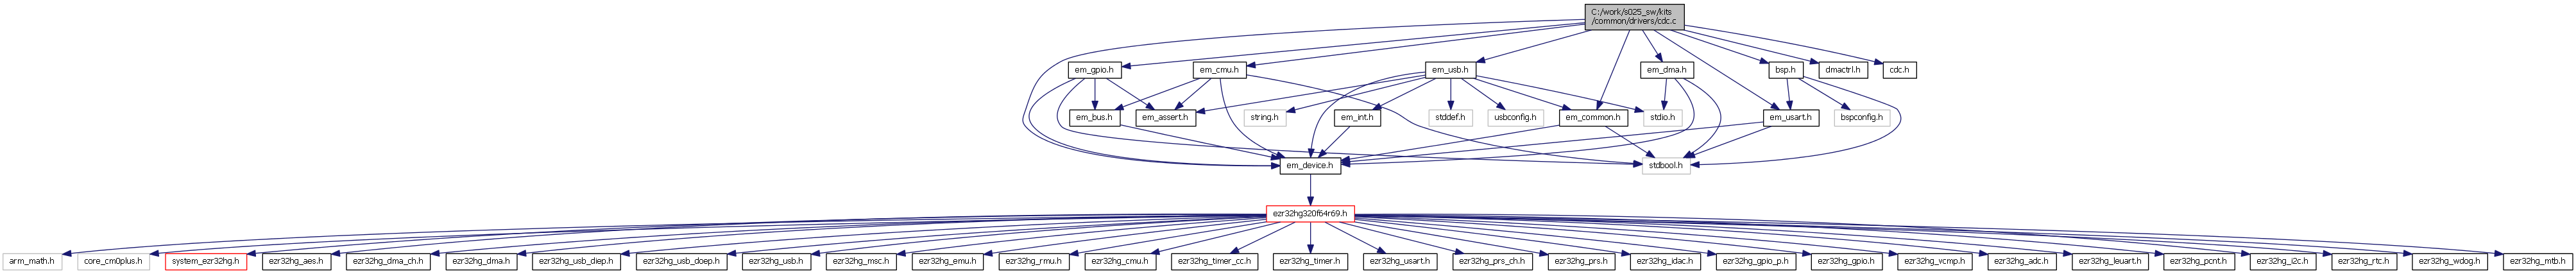 C:/work/s025_sw/kits
/common/drivers/cdc.c
em_gpio.h
em_cmu.h
em_usb.h
em_dma.h
bsp.h
dmactrl.h
cdc.h
em_bus.h
em_assert.h
string.h
em_int.h
stddef.h
usbconfig.h
em_common.h
stdio.h
em_usart.h
bspconfig.h
em_device.h
stdbool.h
ezr32hg320f64r69.h
arm_math.h
core_cm0plus.h
system_ezr32hg.h
ezr32hg_aes.h
ezr32hg_dma_ch.h
ezr32hg_dma.h
ezr32hg_usb_diep.h
ezr32hg_usb_doep.h
ezr32hg_usb.h
ezr32hg_msc.h
ezr32hg_emu.h
ezr32hg_rmu.h
ezr32hg_cmu.h
ezr32hg_timer_cc.h
ezr32hg_timer.h
ezr32hg_usart.h
ezr32hg_prs_ch.h
ezr32hg_prs.h
ezr32hg_idac.h
ezr32hg_gpio_p.h
ezr32hg_gpio.h
ezr32hg_vcmp.h
ezr32hg_adc.h
ezr32hg_leuart.h
ezr32hg_pcnt.h
ezr32hg_i2c.h
ezr32hg_rtc.h
ezr32hg_wdog.h
ezr32hg_mtb.h